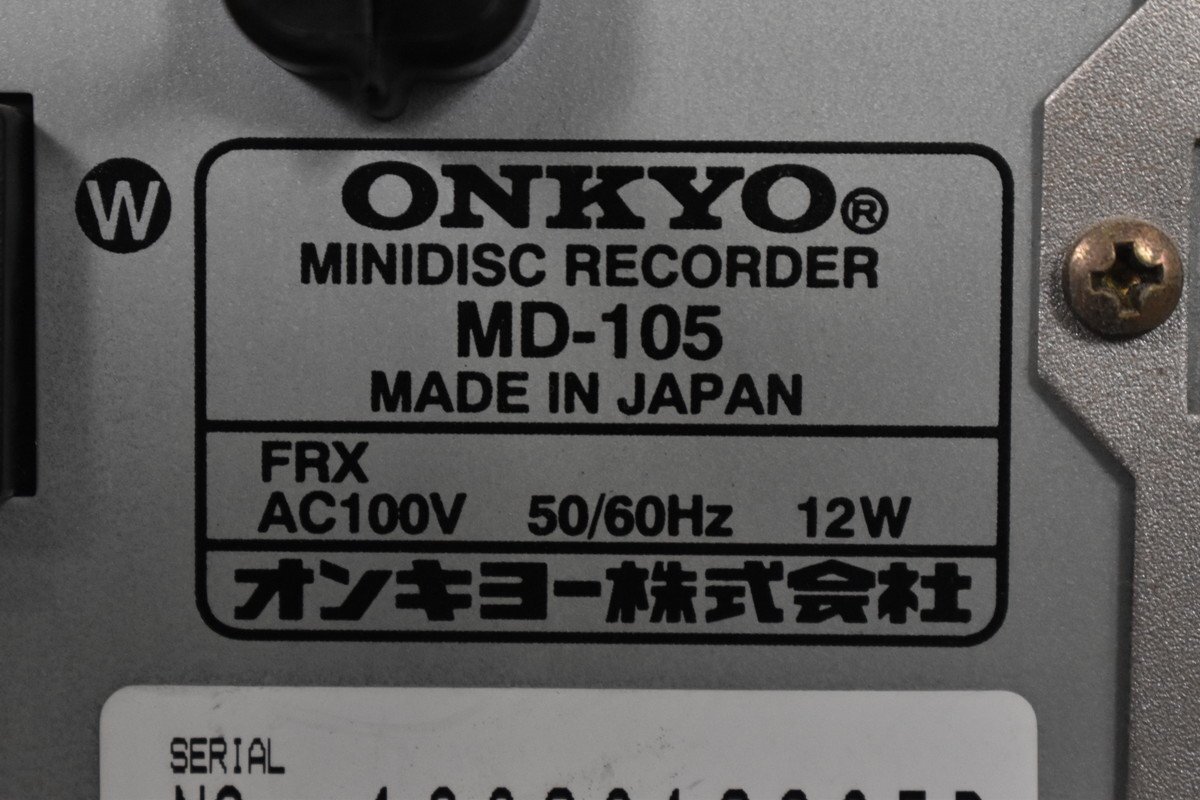 W
ONKYO®
MINIDISC RECORDER
MD-105
MADE IN JAPAN
FRX
AC100V 50/60Hz 12W
オンキヨー株式会社
SERIAL